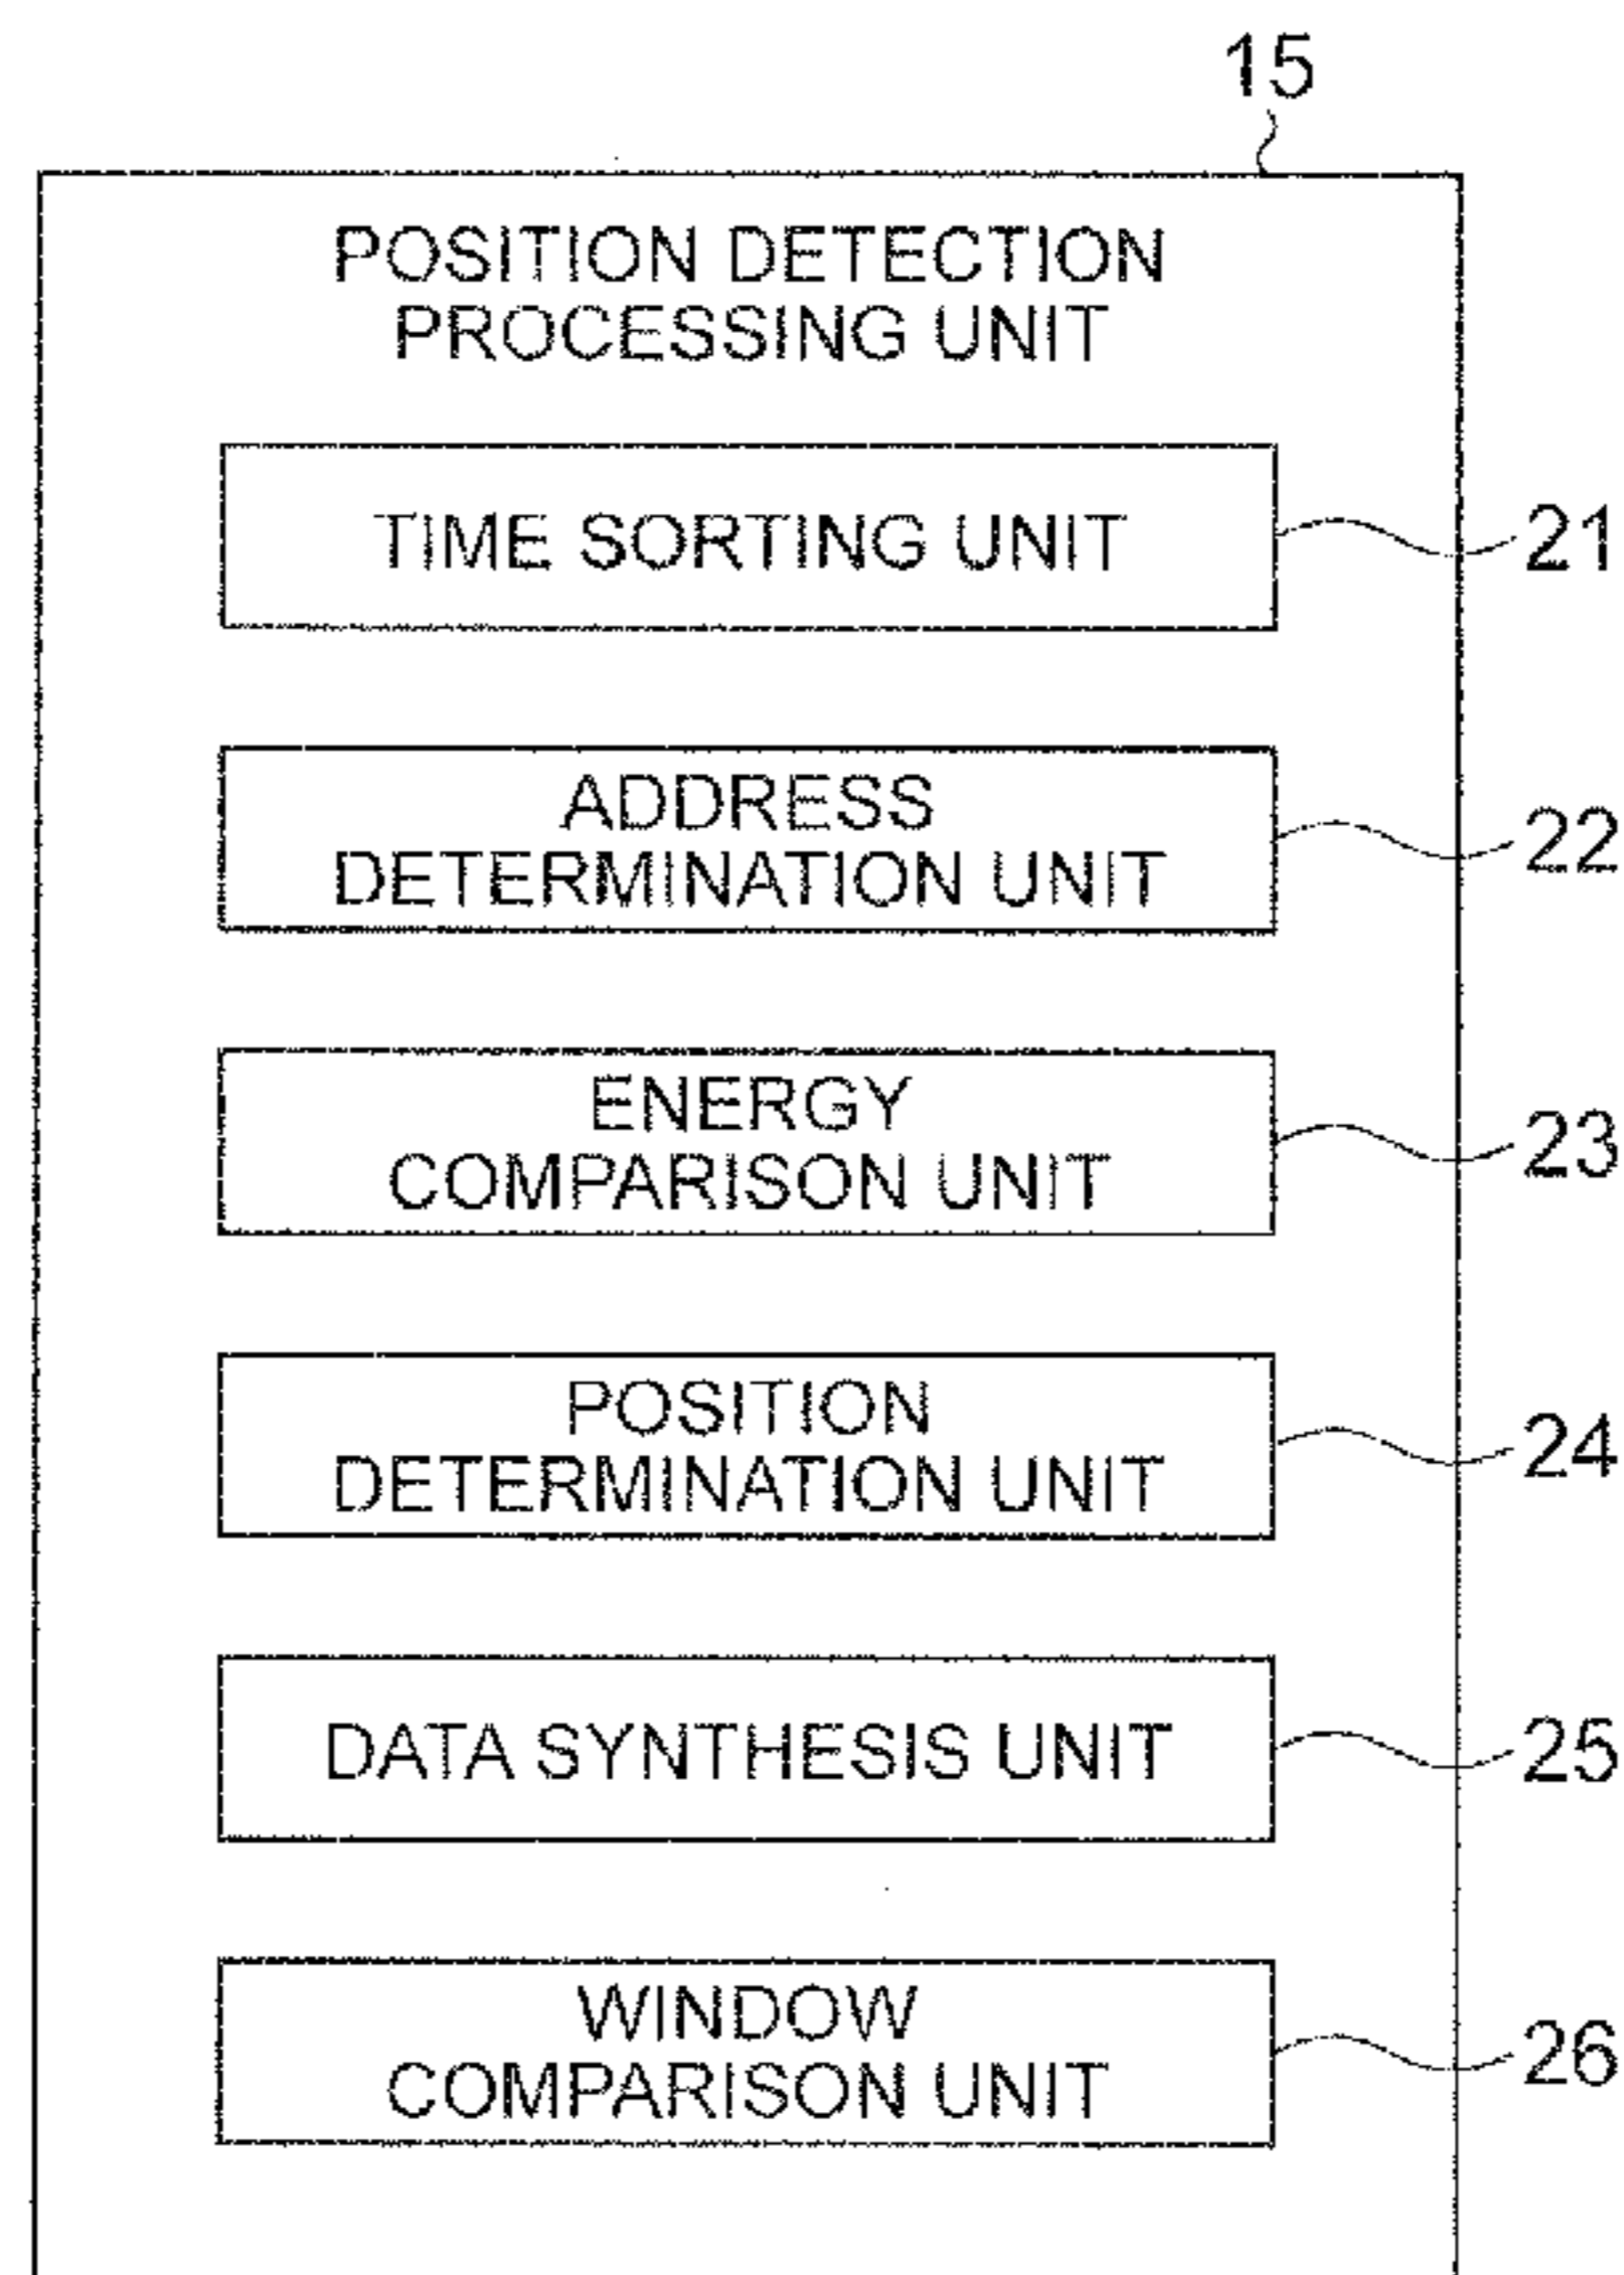 15
POSITION DETECTION
PROCESSING UNIT
TIME SORTING UNIT
21
ADDRESS
DETERMINATION UNIT
22
ENERGY
COMPARISON UNIT
23
POSITION
DETERMINATION UNIT
24
DATA SYNTHESIS UNIT
25
WINDOW
COMPARISON UNIT
26